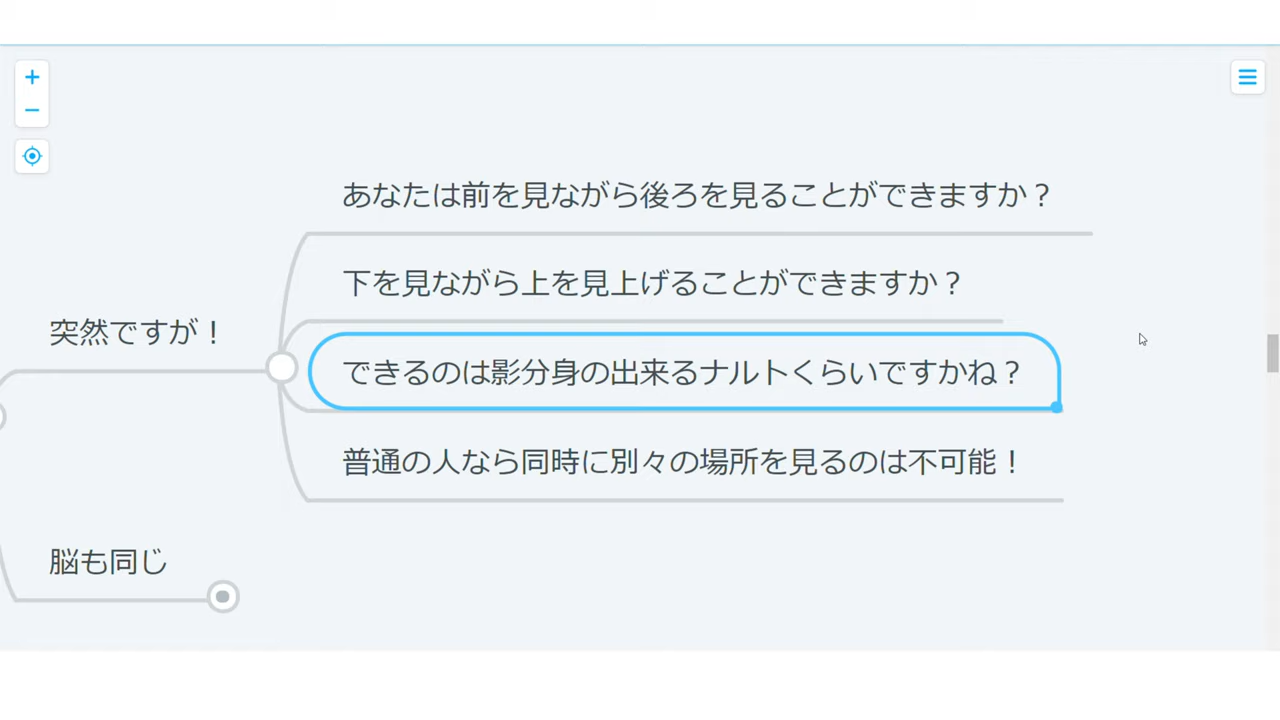 あなたは前を見ながら後ろを見ることができますか？
下を見ながら上を見上げることができますか？
突然ですが！
できるのは影分身の出来るナルトくらいですかね？
普通の人なら同時に別々の場所を見るのは不可能！
脳も同じ